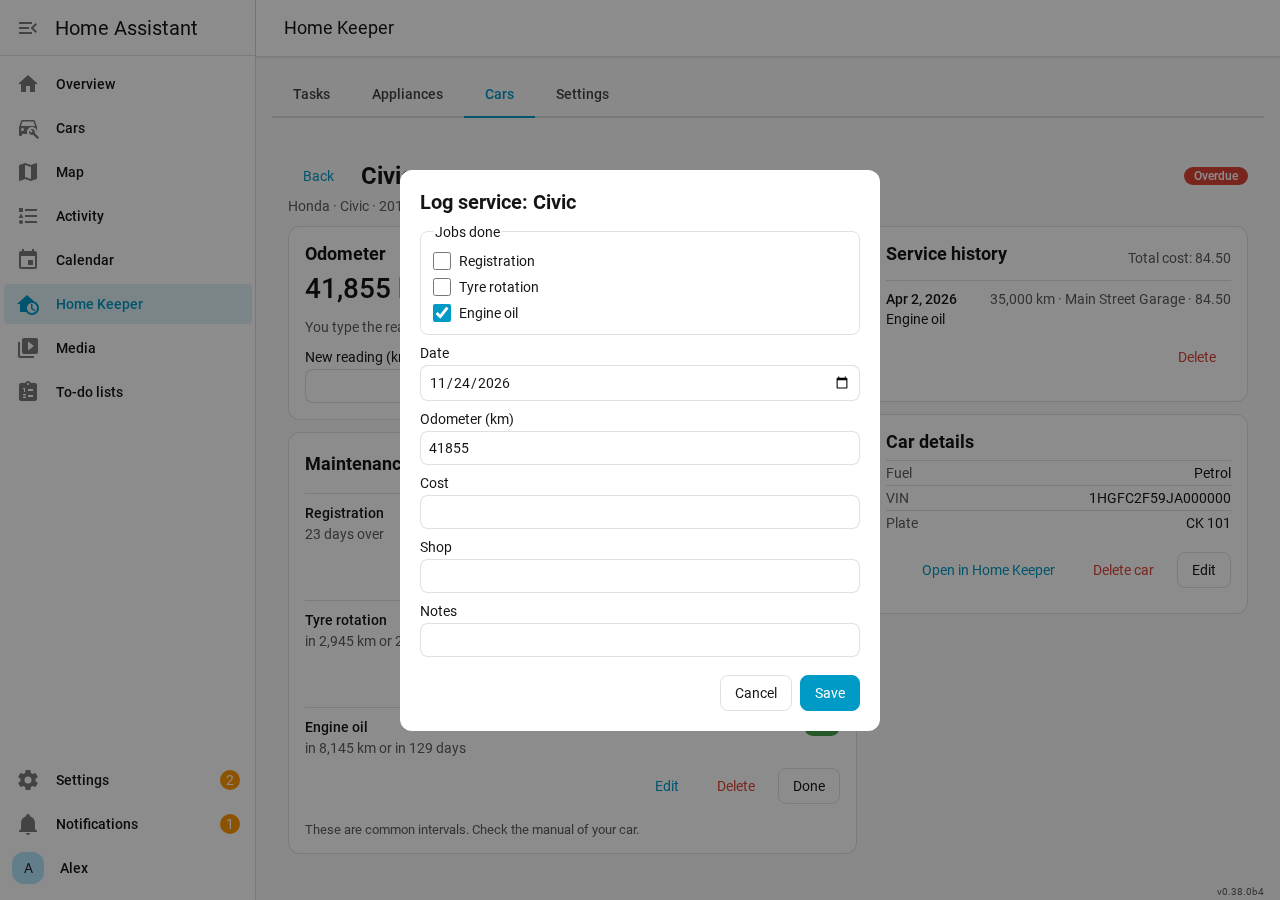 Home Assistant
Home Keeper
Overview
Cars
Map
Activity
Calendar
Home Keeper
Media
To-do lists
Settings 2
Notifications 1
A Alex
Tasks Appliances Cars Settings
Back
Overdue
Honda · Civic
Odometer
41,855
You type the
New reading
Maintenanc
Registration
23 days over
Tyre rotation
in 2,945 km or
Engine oil
in 8,145 km or in 129 days
Edit Delete Done
These are common intervals. Check the manual of your car.
Log service: Civic
Jobs done
Registration
Tyre rotation
Engine oil
Date
11/24/2026
Odometer (km)
41855
Cost
Shop
Notes
Cancel Save
Service history
Total cost: 84.50
Apr 2, 2026 35,000 km · Main Street Garage · 84.50
Engine oil
Delete
Car details
Fuel Petrol
VIN 1HGFC2F59JA000000
Plate CK 101
Open in Home Keeper Delete car Edit
v0.38.0b4